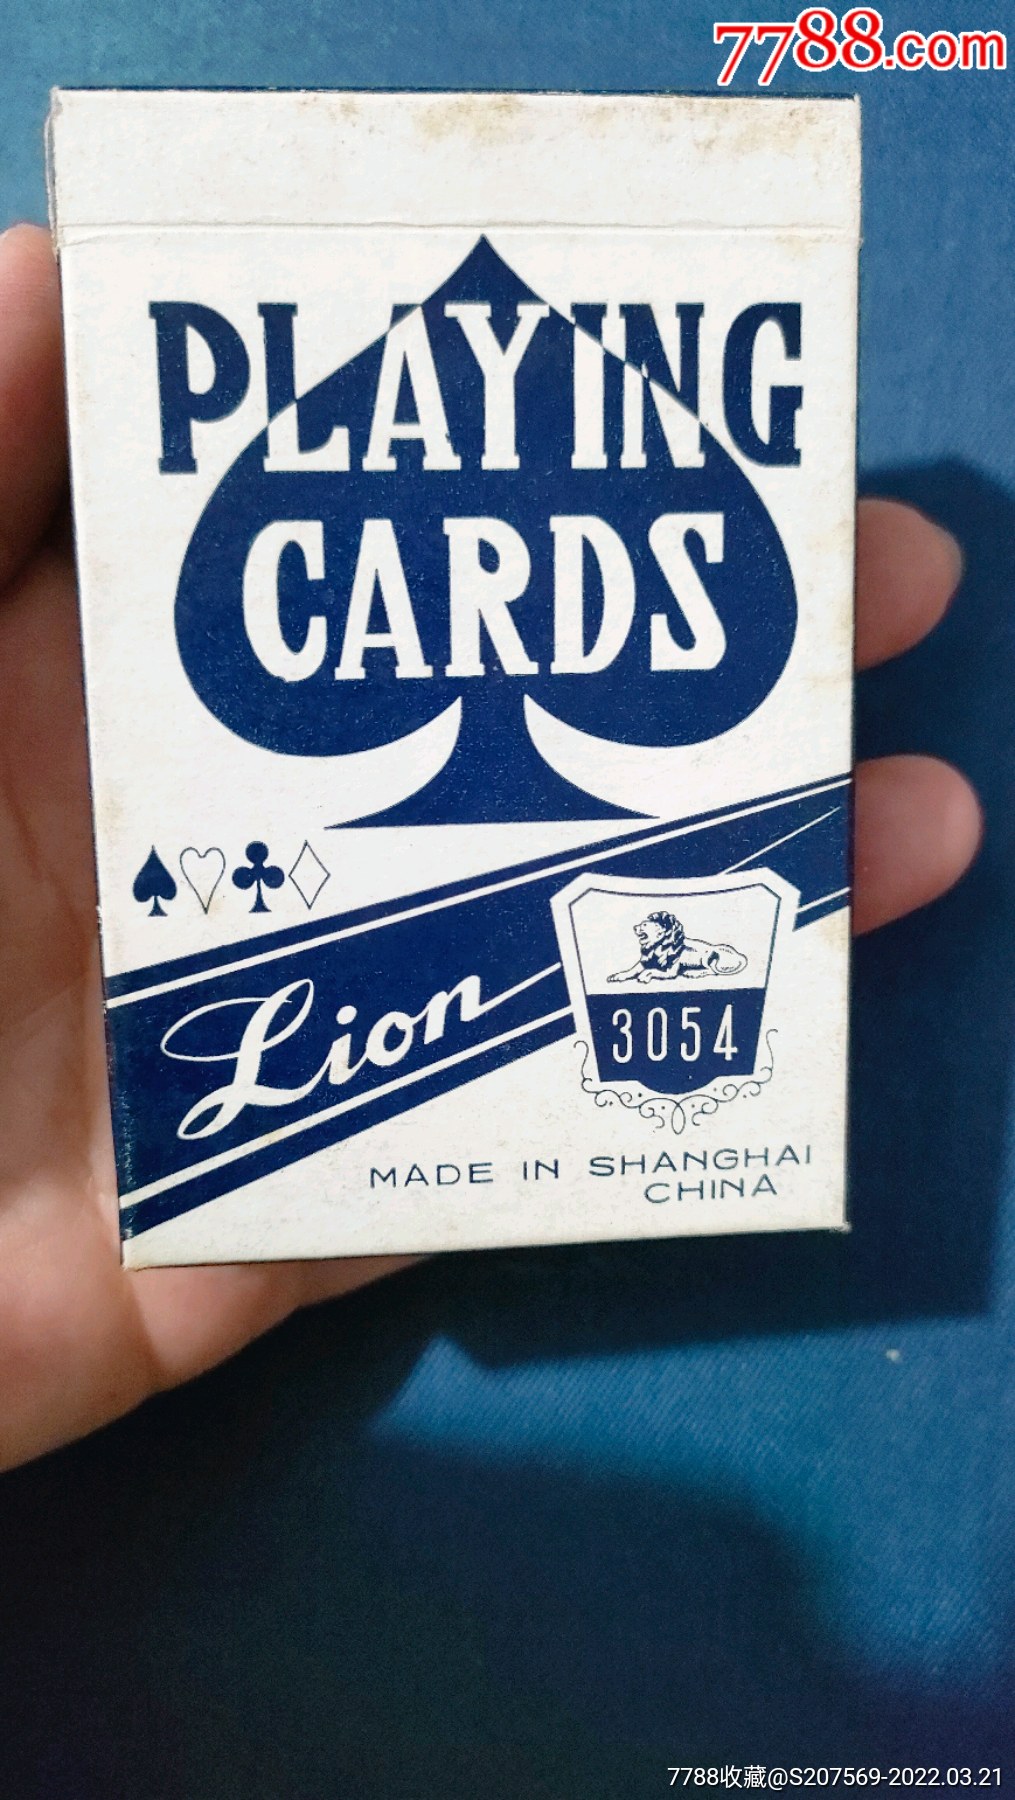 7788.com
PLAYING
CARDS
Lion
3054
MADE IN SHANGHAI
CHINA
7788收藏@S207569-2022.03.21